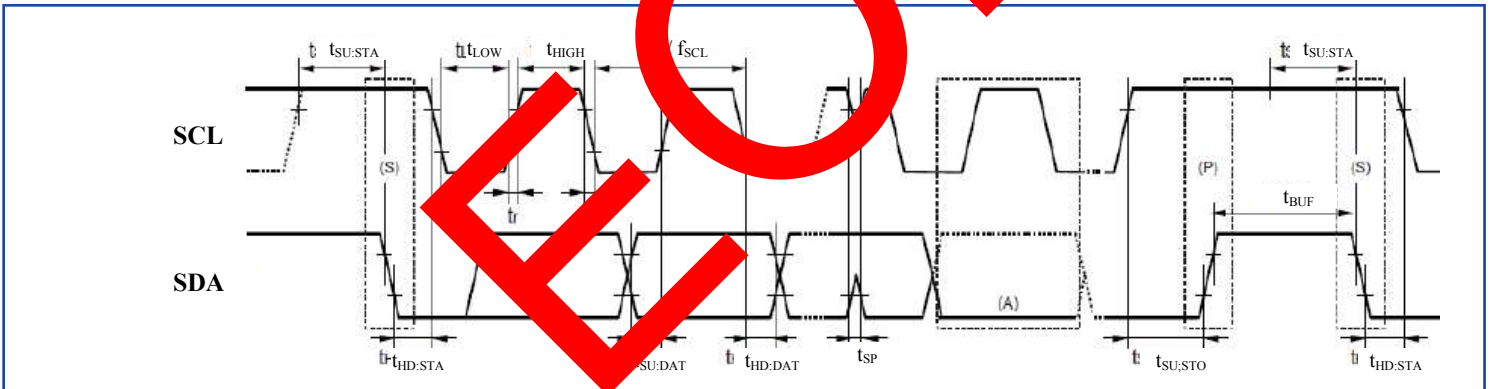 tSU:STA tLOW tHIGH fSCL tSU:STA
SCL
(S) (P) (S)
tr tBUF
SDA
(A)
tHD:STA SU:DAT tHD:DAT tSP tSU;STO tHD:STA